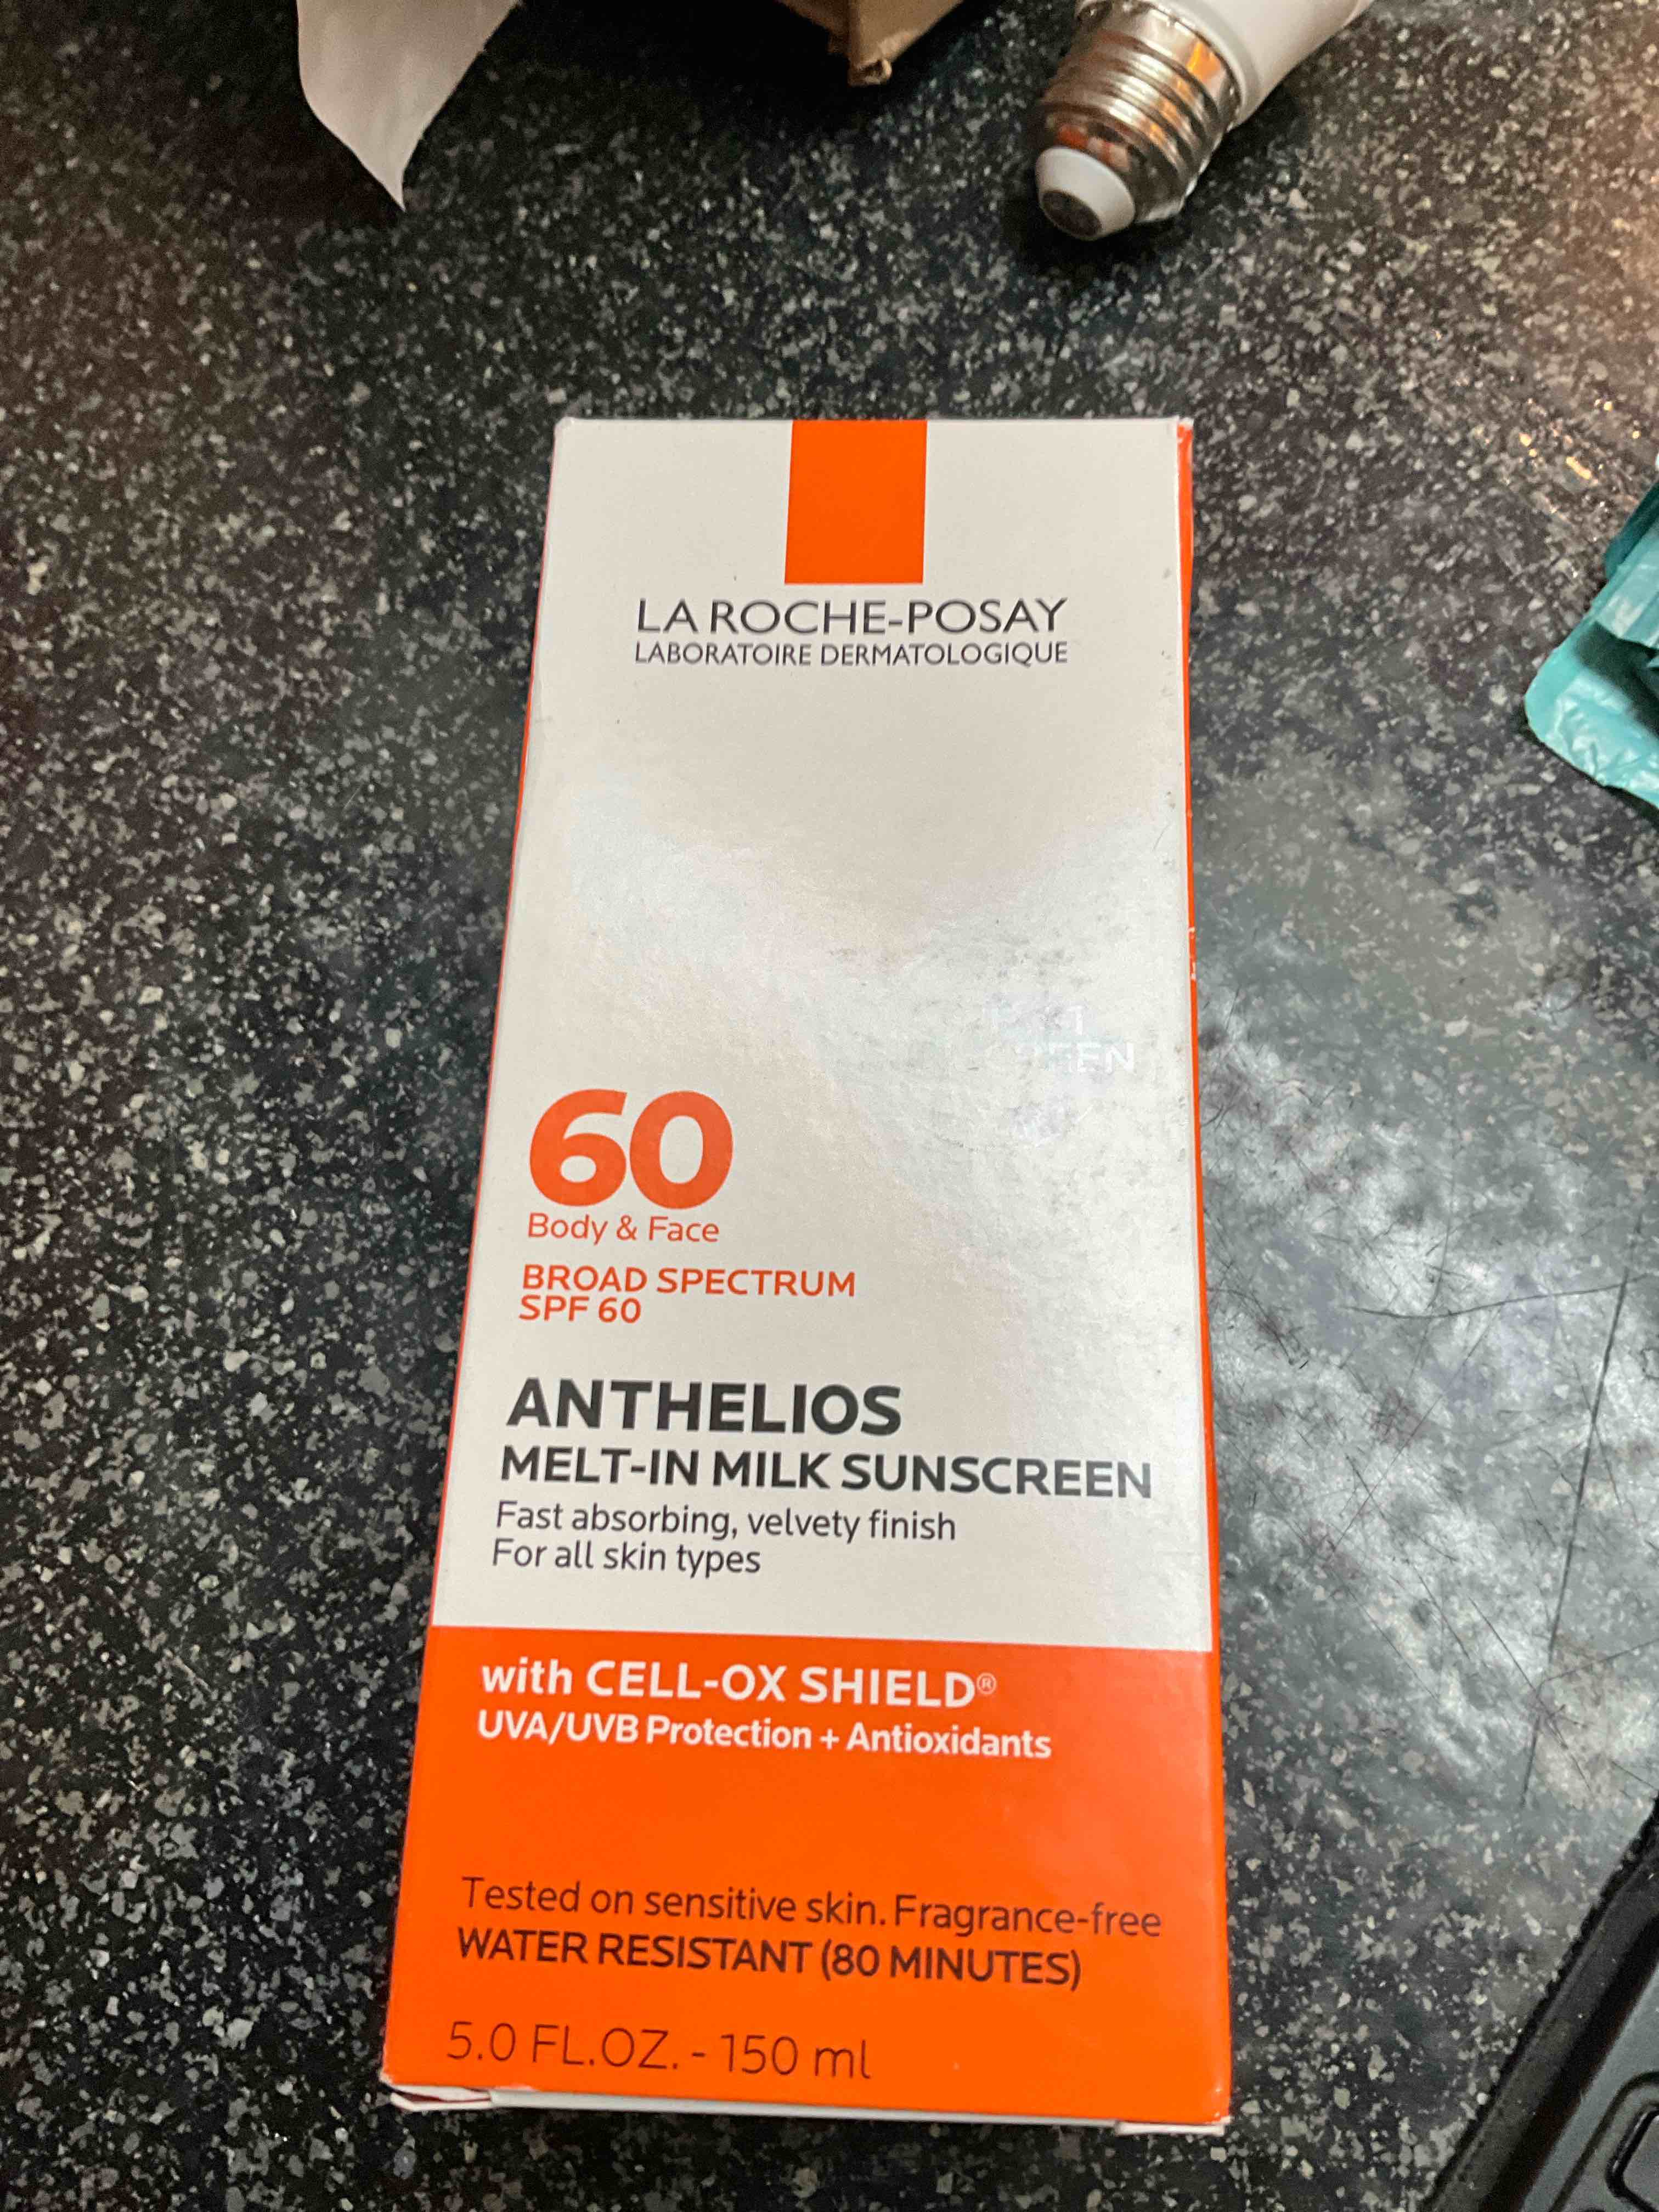 LA ROCHE-POSAY
LABORATOIRE DERMATOLOGIQUE
60
Body & Face
BROAD SPECTRUM
SPF 60
ANTHELIOS
MELT-IN MILK SUNSCREEN
Fast absorbing, velvety finish
For all skin types
with CELL-OX SHIELD®
UVA/UVB Protection + Antioxidants
Tested on sensitive skin. Fragrance-free
WATER RESISTANT (80 MINUTES)
5.0 FL.OZ. - 150 ml